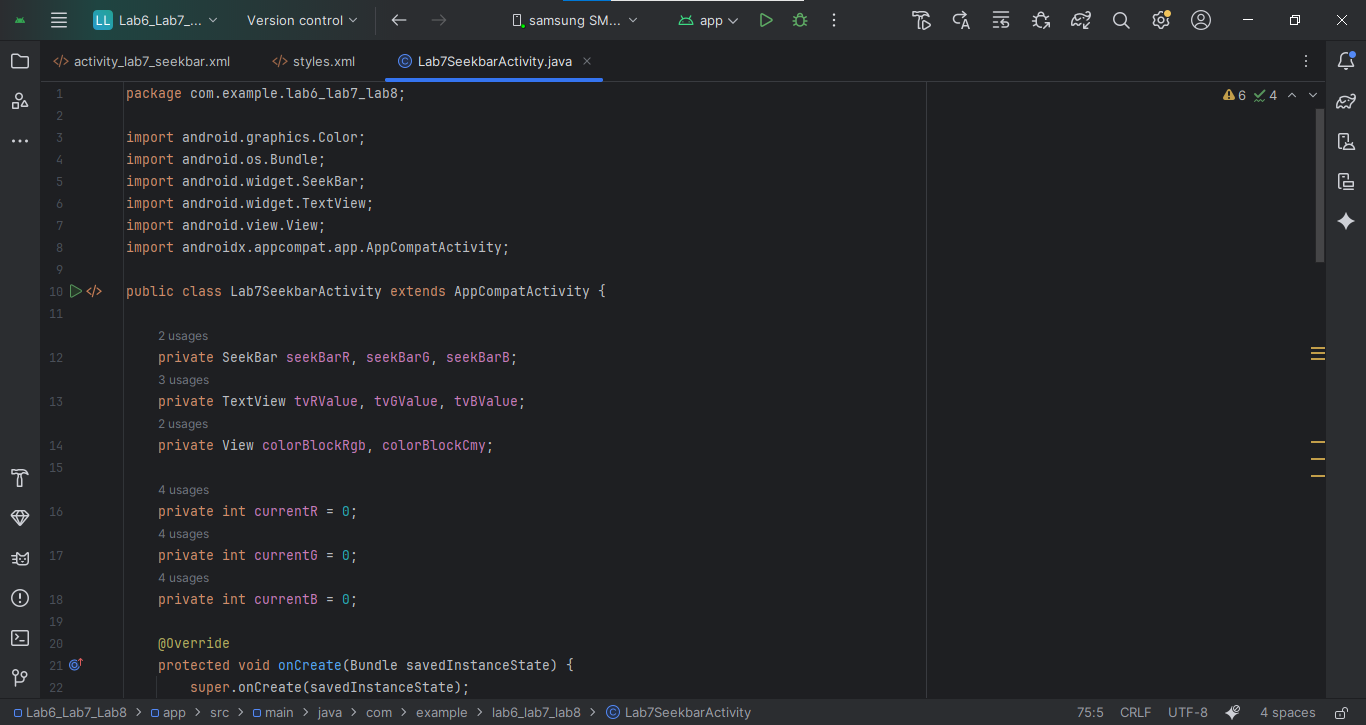 LL Lab6_Lab7_... Version control samsung SM... app
activity_lab7_seekbar.xml styles.xml Lab7SeekbarActivity.java
1 package com.example.lab6_lab7_lab8;
6 4
2
3 import android.graphics.Color;
4 import android.os.Bundle;
5 import android.widget.SeekBar;
6 import android.widget.TextView;
7 import android.view.View;
8 import androidx.appcompat.app.AppCompatActivity;
9
10 public class Lab7SeekbarActivity extends AppCompatActivity {
11
2 usages
12 private SeekBar seekBarR, seekBarG, seekBarB;
3 usages
13 private TextView tvRValue, tvGValue, tvBValue;
2 usages
14 private View colorBlockRgb, colorBlockCmy;
15
4 usages
16 private int currentR = 0;
4 usages
17 private int currentG = 0;
4 usages
18 private int currentB = 0;
19
20 @Override
21 protected void onCreate(Bundle savedInstanceState) {
22 super.onCreate(savedInstanceState);
Lab6_Lab7_Lab8 > app > src > main > java > com > example > lab6_lab7_lab8 > Lab7SeekbarActivity 75:5 CRLF UTF-8 4 spaces